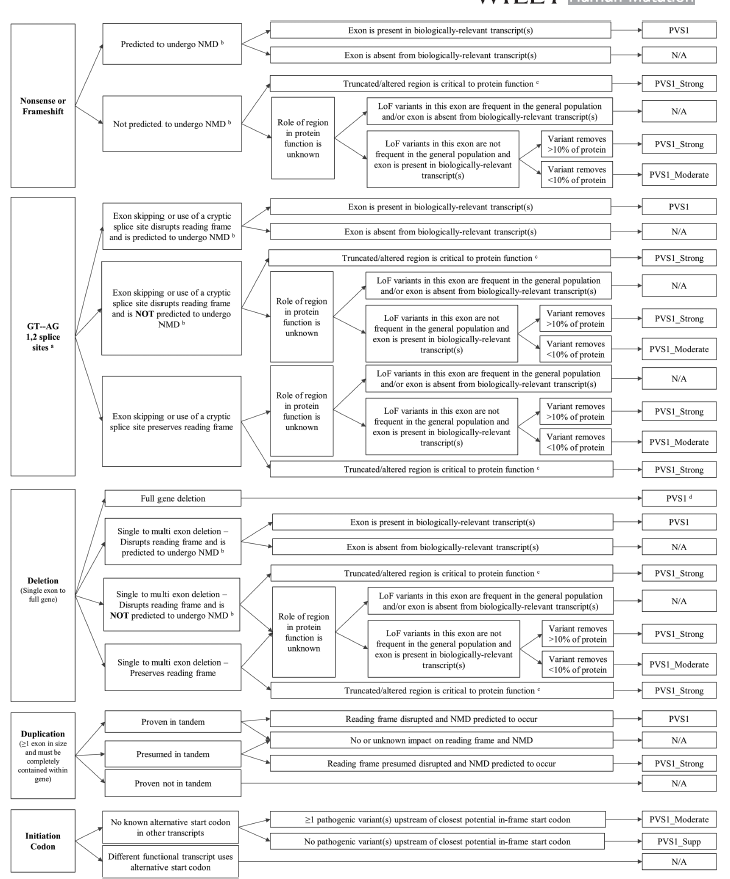 WILEY Human Mutation
Nonsense or
Frameshift
Predicted to undergo NMD b
Exon is present in biologically-relevant transcript(s)
PVS1
Exon is absent from biologically-relevant transcript(s)
N/A
Not predicted to undergo NMD b
Truncated/altered region is critical to protein function c
PVS1_Strong
Role of region
in protein
function is
unknown
LoF variants in this exon are frequent in the general population
and/or exon is absent from biologically-relevant transcript(s)
N/A
LoF variants in this exon are not
frequent in the general population and
exon is present in biologically-relevant
transcript(s)
Variant removes
>10% of protein
PVS1_Strong
Variant removes
<10% of protein
PVS1_Moderate
GT--AG
1,2 splice
sites a
Exon skipping or use of a cryptic
splice site disrupts reading frame
and is predicted to undergo NMD b
Exon is present in biologically-relevant transcript(s)
PVS1
Exon is absent from biologically-relevant transcript(s)
N/A
Exon skipping or use of a cryptic
splice site disrupts reading frame
and is NOT predicted to undergo
NMD b
Truncated/altered region is critical to protein function c
PVS1_Strong
Role of region
in protein
function is
unknown
LoF variants in this exon are frequent in the general population
and/or exon is absent from biologically-relevant transcript(s)
N/A
LoF variants in this exon are not
frequent in the general population and
exon is present in biologically-relevant
transcript(s)
Variant removes
>10% of protein
PVS1_Strong
Variant removes
<10% of protein
PVS1_Moderate
Exon skipping or use of a cryptic
splice site preserves reading frame
Role of region
in protein
function is
unknown
LoF variants in this exon are frequent in the general population
and/or exon is absent from biologically-relevant transcript(s)
N/A
LoF variants in this exon are not
frequent in the general population and
exon is present in biologically-relevant
transcript(s)
Variant removes
>10% of protein
PVS1_Strong
Variant removes
<10% of protein
PVS1_Moderate
Truncated/altered region is critical to protein function c
PVS1_Strong
Deletion
(Single exon to
full gene)
Full gene deletion
PVS1 d
Single to multi exon deletion –
Disrupts reading frame and is
predicted to undergo NMD b
Exon is present in biologically-relevant transcript(s)
PVS1
Exon is absent from biologically-relevant transcript(s)
N/A
Single to multi exon deletion –
Disrupts reading frame and is
NOT predicted to undergo NMD b
Truncated/altered region is critical to protein function c
PVS1_Strong
Role of region
in protein
function is
unknown
LoF variants in this exon are frequent in the general population
and/or exon is absent from biologically-relevant transcript(s)
N/A
LoF variants in this exon are not
frequent in the general population and
exon is present in biologically-relevant
transcript(s)
Variant removes
>10% of protein
PVS1_Strong
Variant removes
<10% of protein
PVS1_Moderate
Single to multi exon deletion –
Preserves reading frame
Truncated/altered region is critical to protein function c
PVS1_Strong
Duplication
(≥1 exon in size
and must be
completely
contained within
gene)
Proven in tandem
Reading frame disrupted and NMD predicted to occur
PVS1
No or unknown impact on reading frame and NMD
N/A
Presumed in tandem
Reading frame presumed disrupted and NMD predicted to occur
PVS1_Strong
Proven not in tandem
N/A
Initiation
Codon
No known alternative start codon
in other transcripts
≥1 pathogenic variant(s) upstream of closest potential in-frame start codon
PVS1_Moderate
No pathogenic variant(s) upstream of closest potential in-frame start codon
PVS1_Supp
Different functional transcript uses
alternative start codon
N/A